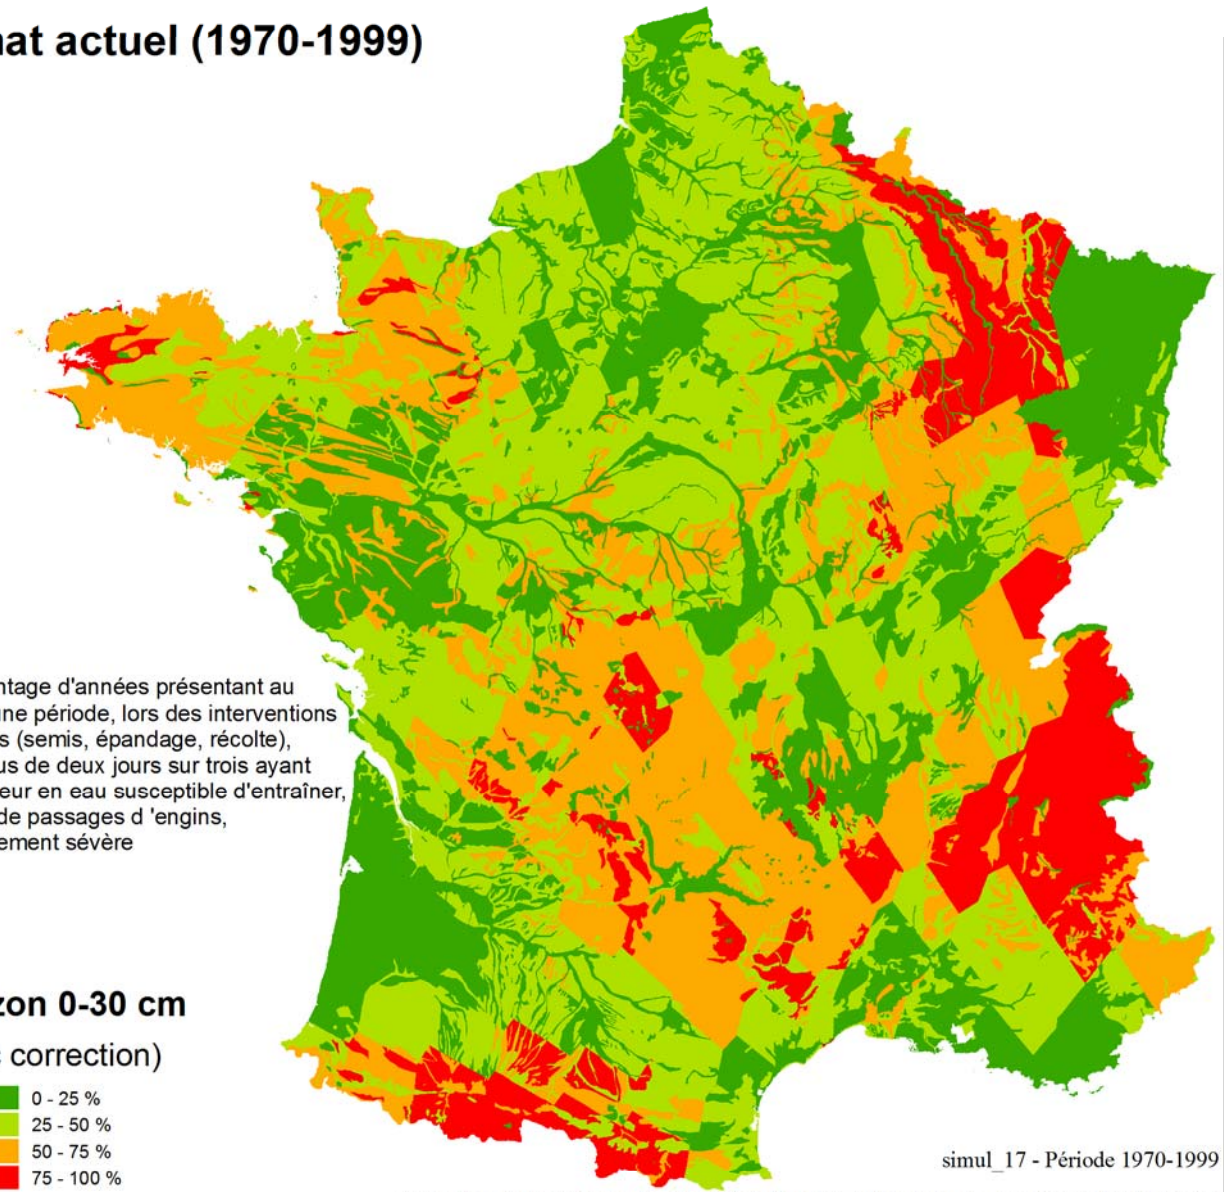 nat actuel (1970-1999)
ntage d'années présentant au
une période, lors des interventions
s (semis, épandage, récolte),
us de deux jours sur trois ayant
eur en eau susceptible d'entraîner,
de passages d 'engins,
ement sévère
zon 0-30 cm
correction)
0 - 25 %
25 - 50 %
50 - 75 %
75 - 100 %
simul_17 - Période 1970-1999